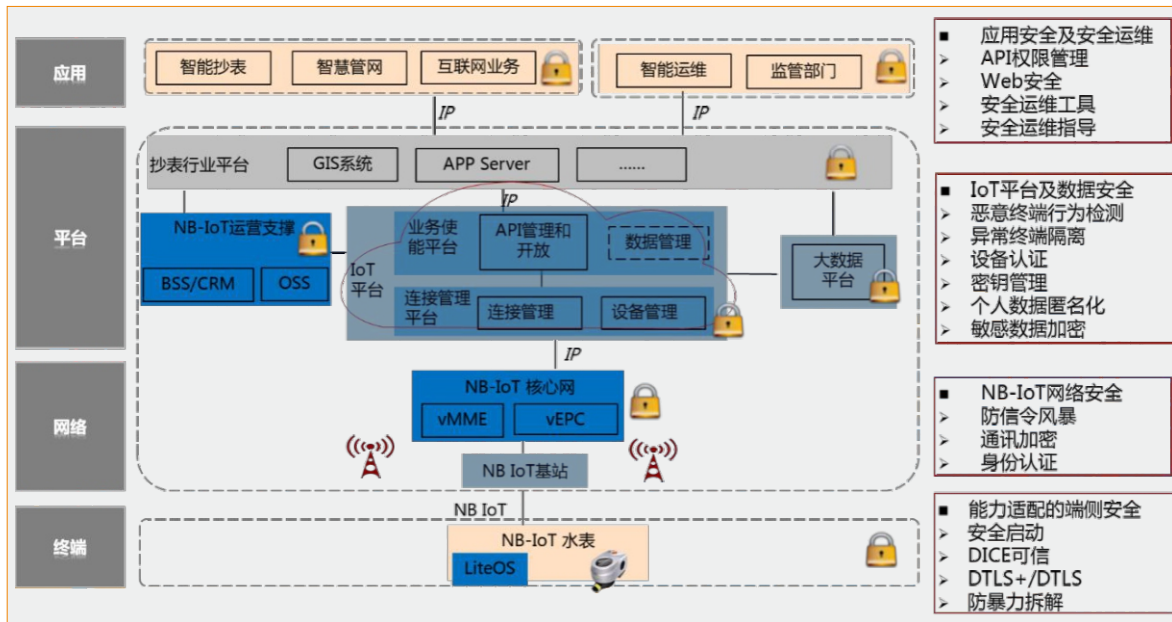 应用
智能抄表
智慧管网
互联网业务
智能运维
监管部门
IP
IP
平台
抄表行业平台
GIS系统
APP Server
......
IP
NB-IoT运营支撑
BSS/CRM
OSS
IoT
平台
业务使
能平台
API管理和
开放
数据管理
连接管理
平台
连接管理
设备管理
大数据
平台
IP
网络
NB-IoT 核心网
vMME
vEPC
NB IoT基站
NB IoT
终端
NB-IoT 水表
LiteOS
■ 应用安全及安全运维
➢ API权限管理
➢ Web安全
➢ 安全运维工具
➢ 安全运维指导
■ IoT平台及数据安全
➢ 恶意终端行为检测
➢ 异常终端隔离
➢ 设备认证
➢ 密钥管理
➢ 个人数据匿名化
➢ 敏感数据加密
■ NB-IoT网络安全
➢ 防信令风暴
➢ 通讯加密
➢ 身份认证
■ 能力适配的端侧安全
➢ 安全启动
➢ DICE可信
➢ DTLS+/DTLS
➢ 防暴力拆解